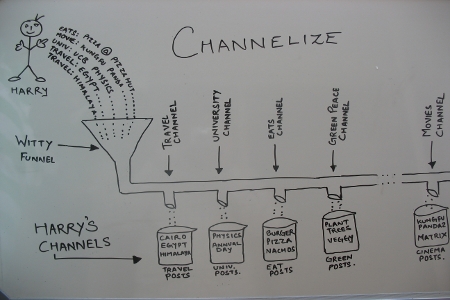 CHANNELIZE
EATS: PIZZA @ PIZZA HUT
MOVIE: KUNGFU PANDA
UNIV: UCB PHYSICS
TRAVEL: EGYPT
TRAVEL: HIMALAYA
HARRY
WITTY
FUNNEL
TRAVEL
CHANNEL
UNIVERSITY
CHANNEL
EATS
CHANNEL
GREEN PEACE
CHANNEL
MOVIES
CHANNEL
HARRY'S
CHANNELS
CAIRO
EGYPT
HIMALAYA
TRAVEL
POSTS
PHYSICS
ANNUAL
DAY
UNIV.
POSTS.
BURGER
PIZZA
NACHOS
EAT
POSTS
PLANT
TREES
VEGGY
GREEN
POSTS.
KUNGFU
PANDA2
MATRIX
CINEMA
POSTS.